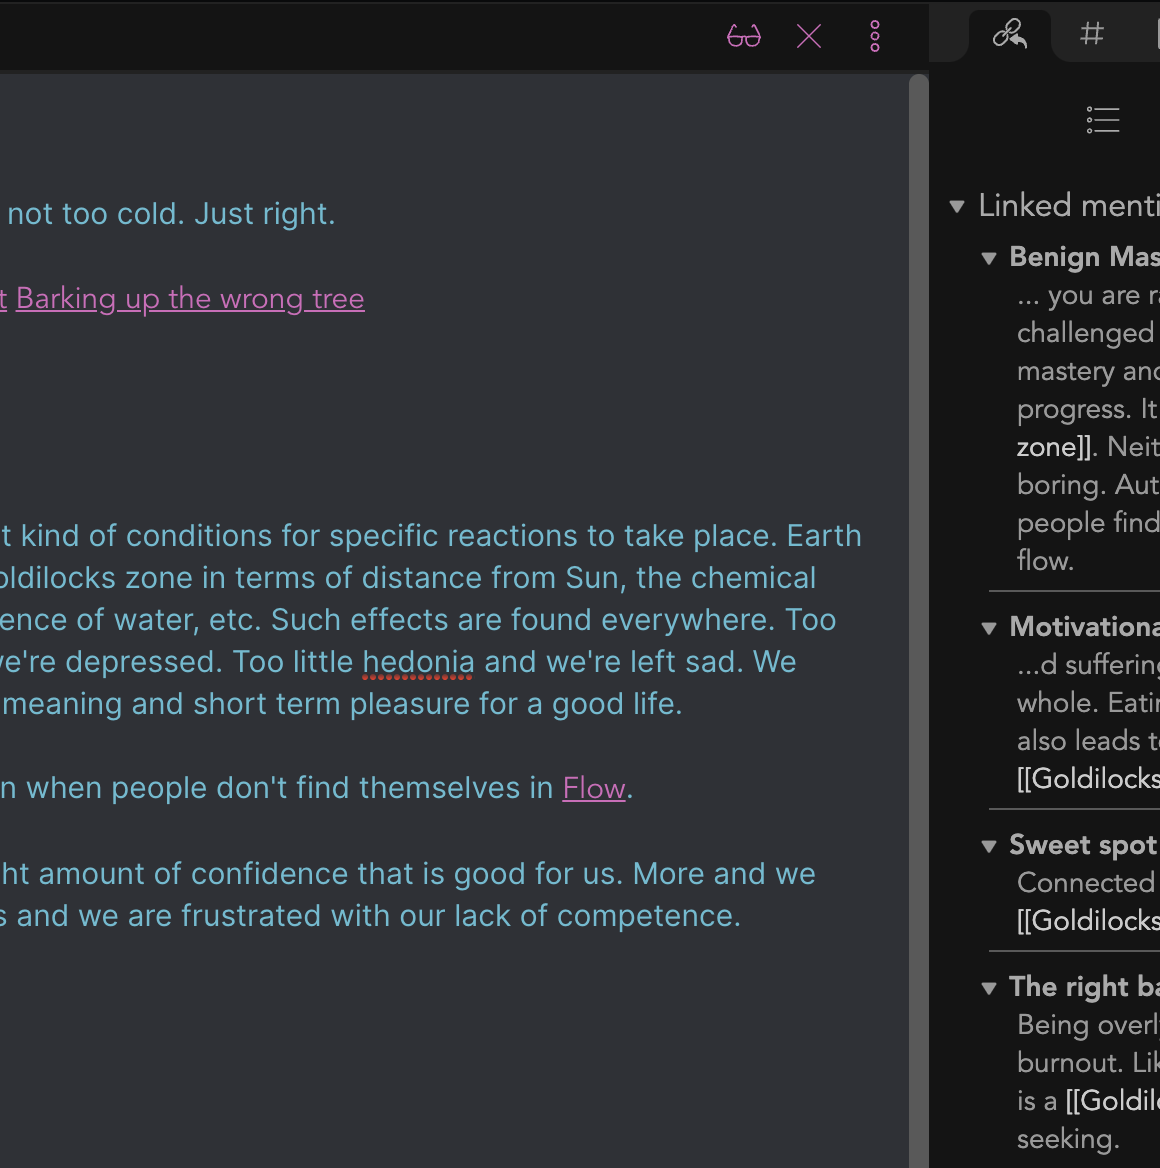 not too cold. Just right.
t Barking up the wrong tree
t kind of conditions for specific reactions to take place. Earth
oldilocks zone in terms of distance from Sun, the chemical
ence of water, etc. Such effects are found everywhere. Too
ve're depressed. Too little hedonia and we're left sad. We
meaning and short term pleasure for a good life.
n when people don't find themselves in Flow.
ht amount of confidence that is good for us. More and we
s and we are frustrated with our lack of competence.
Linked menti
Benign Mas
... you are ra
challenged
mastery and
progress. It
zone]]. Neit
boring. Aut
people find
flow.
Motivationa
...d suffering
whole. Eatin
also leads to
[[Goldilocks
Sweet spot
Connected
[[Goldilocks
The right ba
Being overly
burnout. Lik
is a [[Goldilo
seeking.